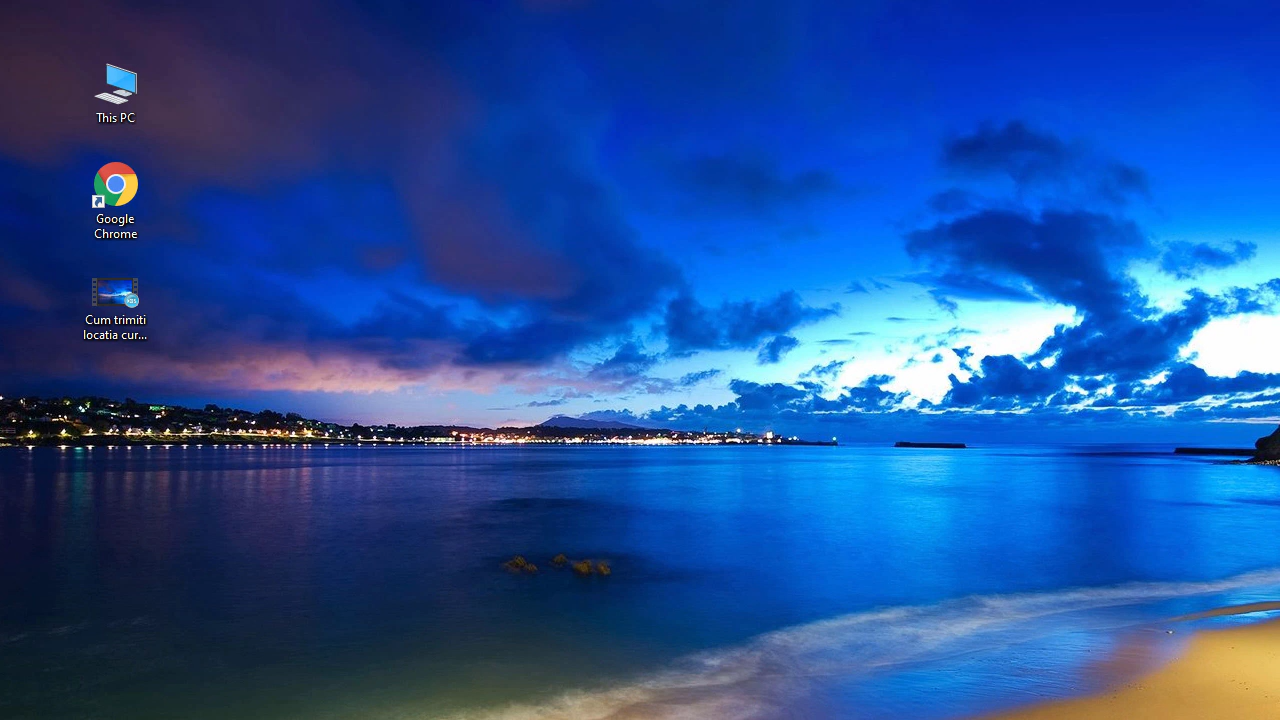 This PC
Google
Chrome
Cum trimiti
locatia cur...